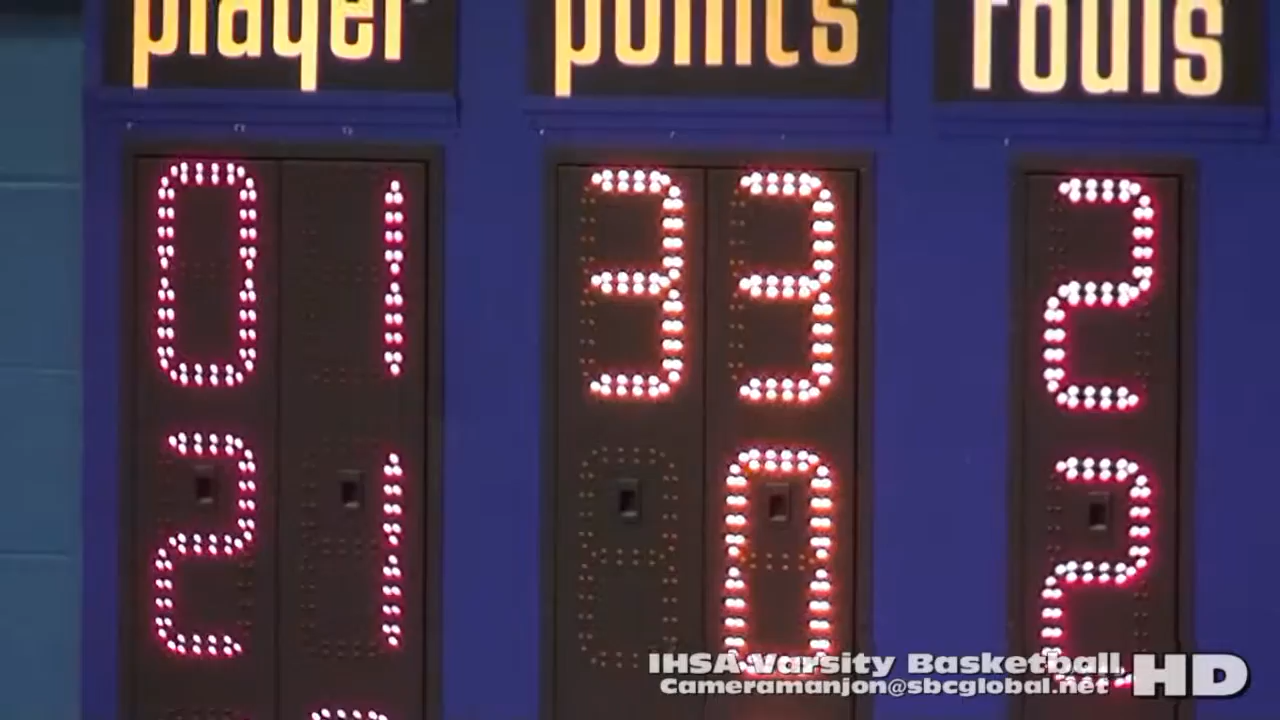 player points fouls
01 33 2
21 0 2
IHSA Varsity Basketball HD
Cameramanjon@sbcglobal.net